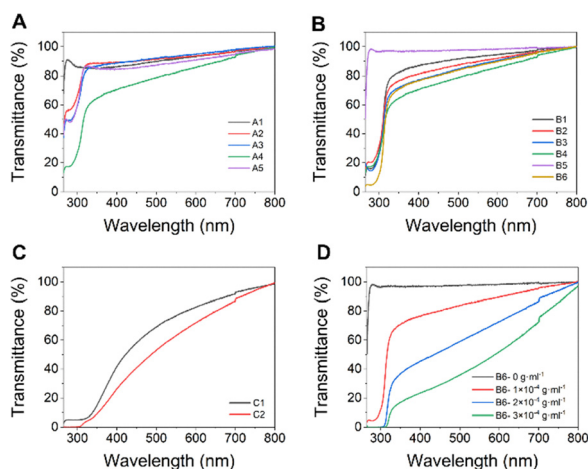 A
Transmittance (%)
100
80
60
40
20
0
A1
A2
A3
A4
A5
300 400 500 600 700 800
Wavelength (nm)
B
Transmittance (%)
100
80
60
40
20
0
B1
B2
B3
B4
B5
B6
300 400 500 600 700 800
Wavelength (nm)
C
Transmittance (%)
100
80
60
40
20
0
C1
C2
300 400 500 600 700 800
Wavelength (nm)
D
Transmittance (%)
100
80
60
40
20
0
B6- 0 g·ml⁻¹
B6- 1×10⁻⁴ g·ml⁻¹
B6- 2×10⁻⁴ g·ml⁻¹
B6- 3×10⁻⁴ g·ml⁻¹
300 400 500 600 700 800
Wavelength (nm)